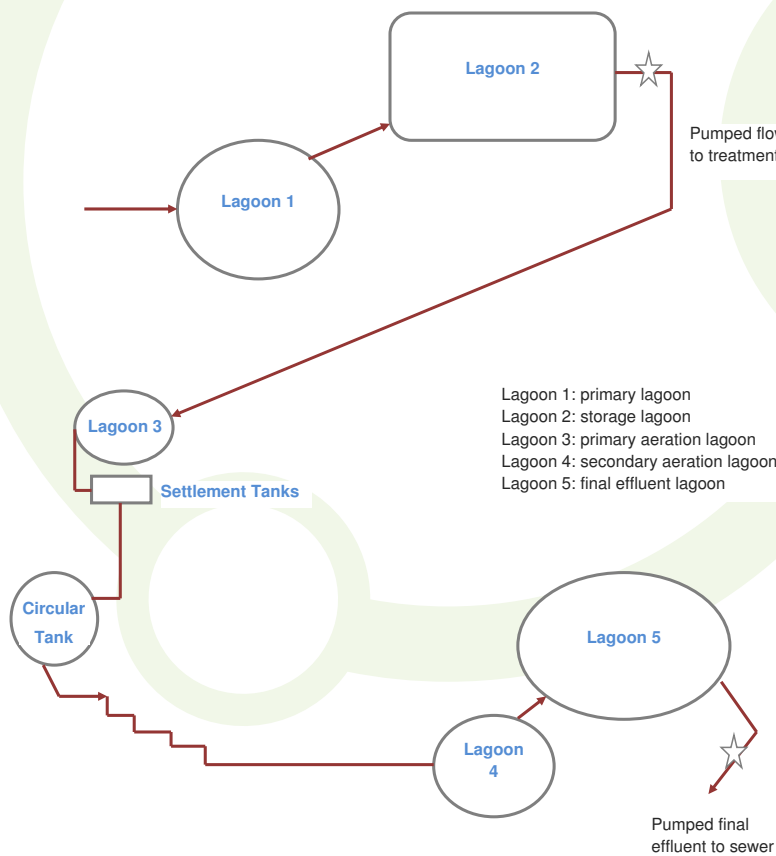 Lagoon 2
Pumped flow
to treatment
Lagoon 1
Lagoon 1: primary lagoon
Lagoon 2: storage lagoon
Lagoon 3: primary aeration lagoon
Lagoon 4: secondary aeration lagoon
Lagoon 5: final effluent lagoon
Lagoon 3
Settlement Tanks
Circular
Tank
Lagoon 5
Lagoon
4
Pumped final
effluent to sewer